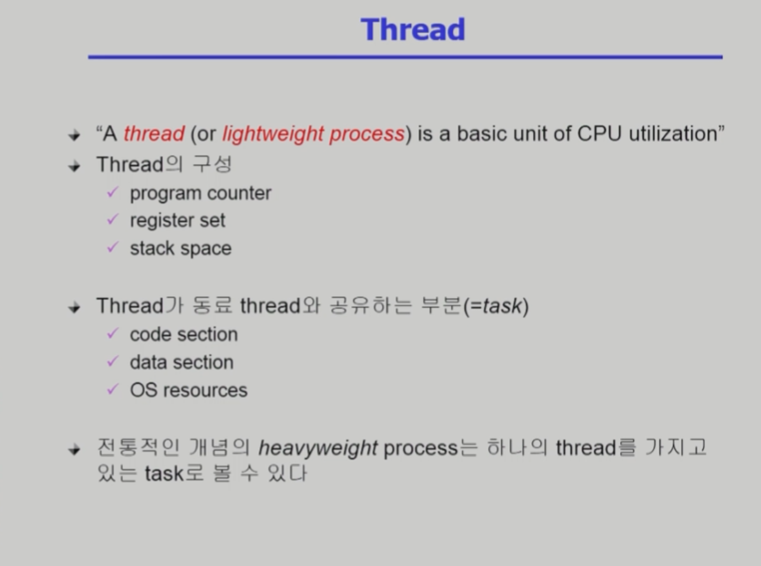 Thread
“A thread (or lightweight process) is a basic unit of CPU utilization”
Thread의 구성
program counter
register set
stack space
Thread가 동료 thread와 공유하는 부분(=task)
code section
data section
OS resources
전통적인 개념의 heavyweight process는 하나의 thread를 가지고
있는 task로 볼 수 있다